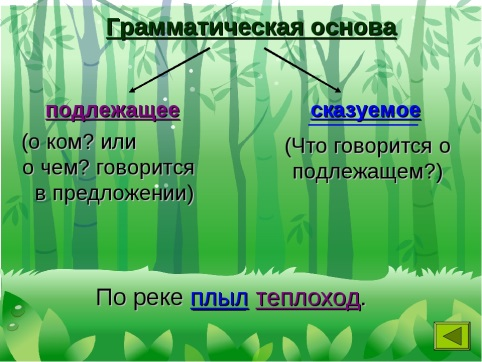 Грамматическая основа
подлежащее
(о ком? или
о чем? говорится
в предложении)
сказуемое
(Что говорится о
подлежащем?)
По реке плыл теплоход.